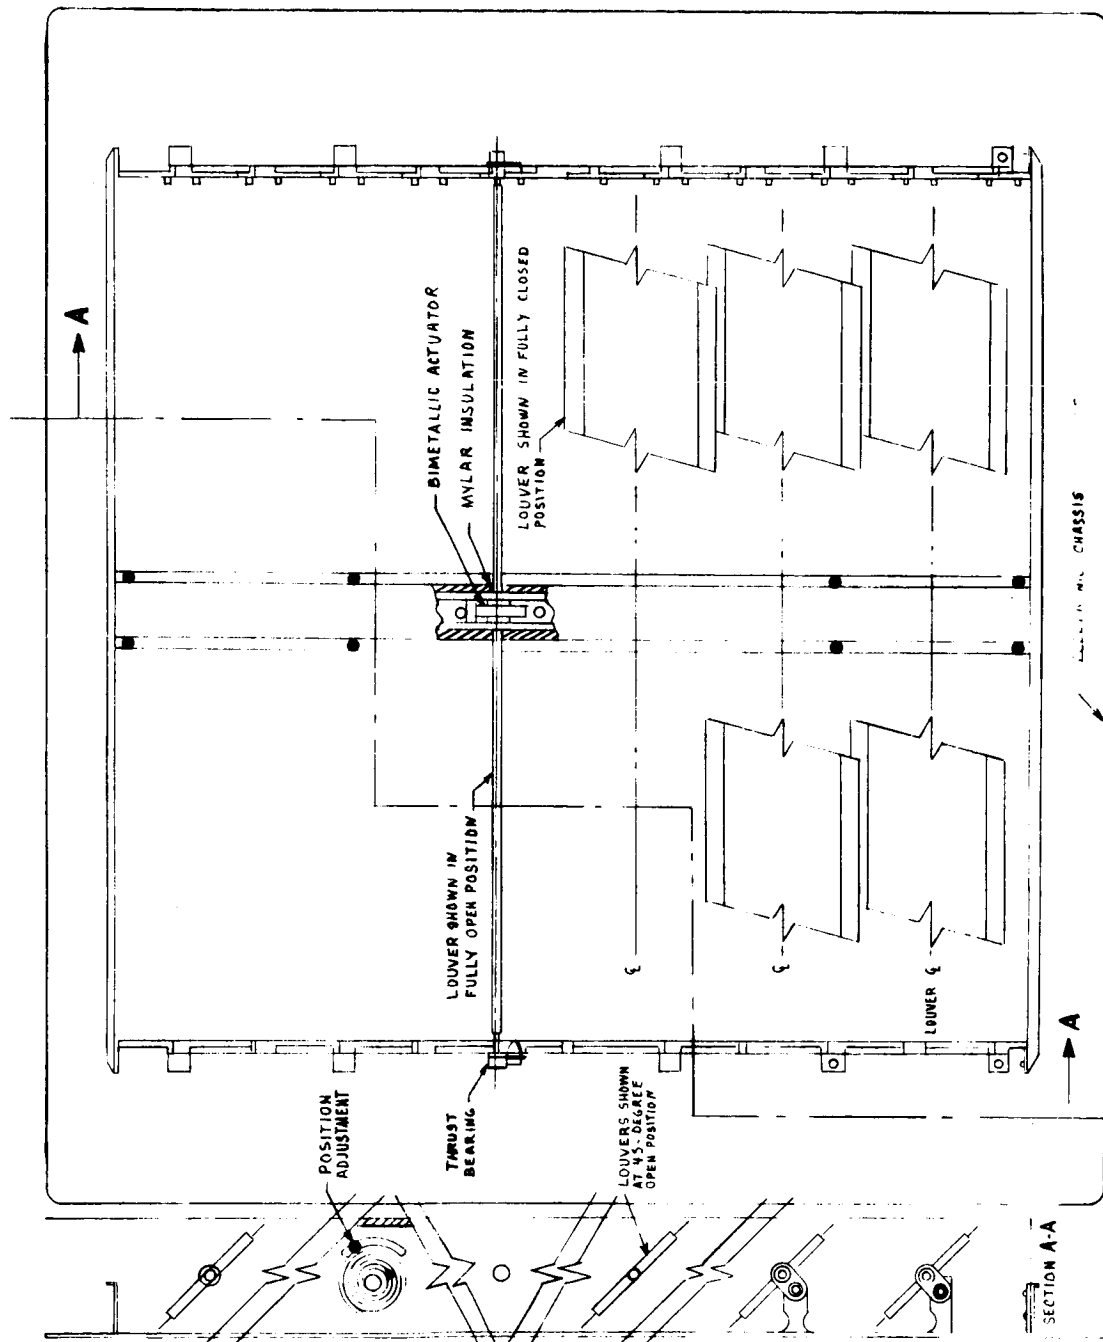 A
BIMETALLIC ACTUATOR
MYLAR INSULATION
LOUVER SHOWN IN FULLY CLOSED
POSITION
CHASSIS
LOUVER SHOWN IN
FULLY OPEN POSITION
℄
℄
LOUVER ℄
A
POSITION
ADJUSTMENT
THRUST
BEARING
LOUVERS SHOWN
AT 45-DEGREE
OPEN POSITION
SECTION A-A